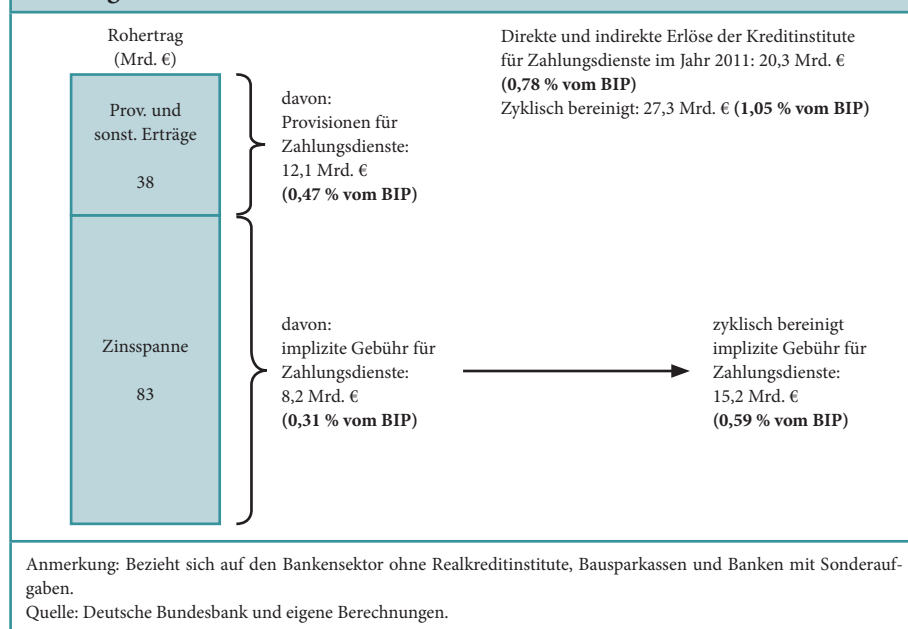 Rohertrag
(Mrd. €)
Prov. und
sonst. Erträge
38
davon:
Provisionen für
Zahlungsdienste:
12,1 Mrd. €
(0,47 % vom BIP)
Direkte und indirekte Erlöse der Kreditinstitute
für Zahlungsdienste im Jahr 2011: 20,3 Mrd. €
(0,78 % vom BIP)
Zyklisch bereinigt: 27,3 Mrd. € (1,05 % vom BIP)
Zinsspanne
83
davon:
implizite Gebühr für
Zahlungsdienste:
8,2 Mrd. €
(0,31 % vom BIP)
zyklisch bereinigt
implizite Gebühr für
Zahlungsdienste:
15,2 Mrd. €
(0,59 % vom BIP)
Anmerkung: Bezieht sich auf den Bankensektor ohne Realkreditinstitute, Bausparkassen und Banken mit Sonderauf-
gaben.
Quelle: Deutsche Bundesbank und eigene Berechnungen.